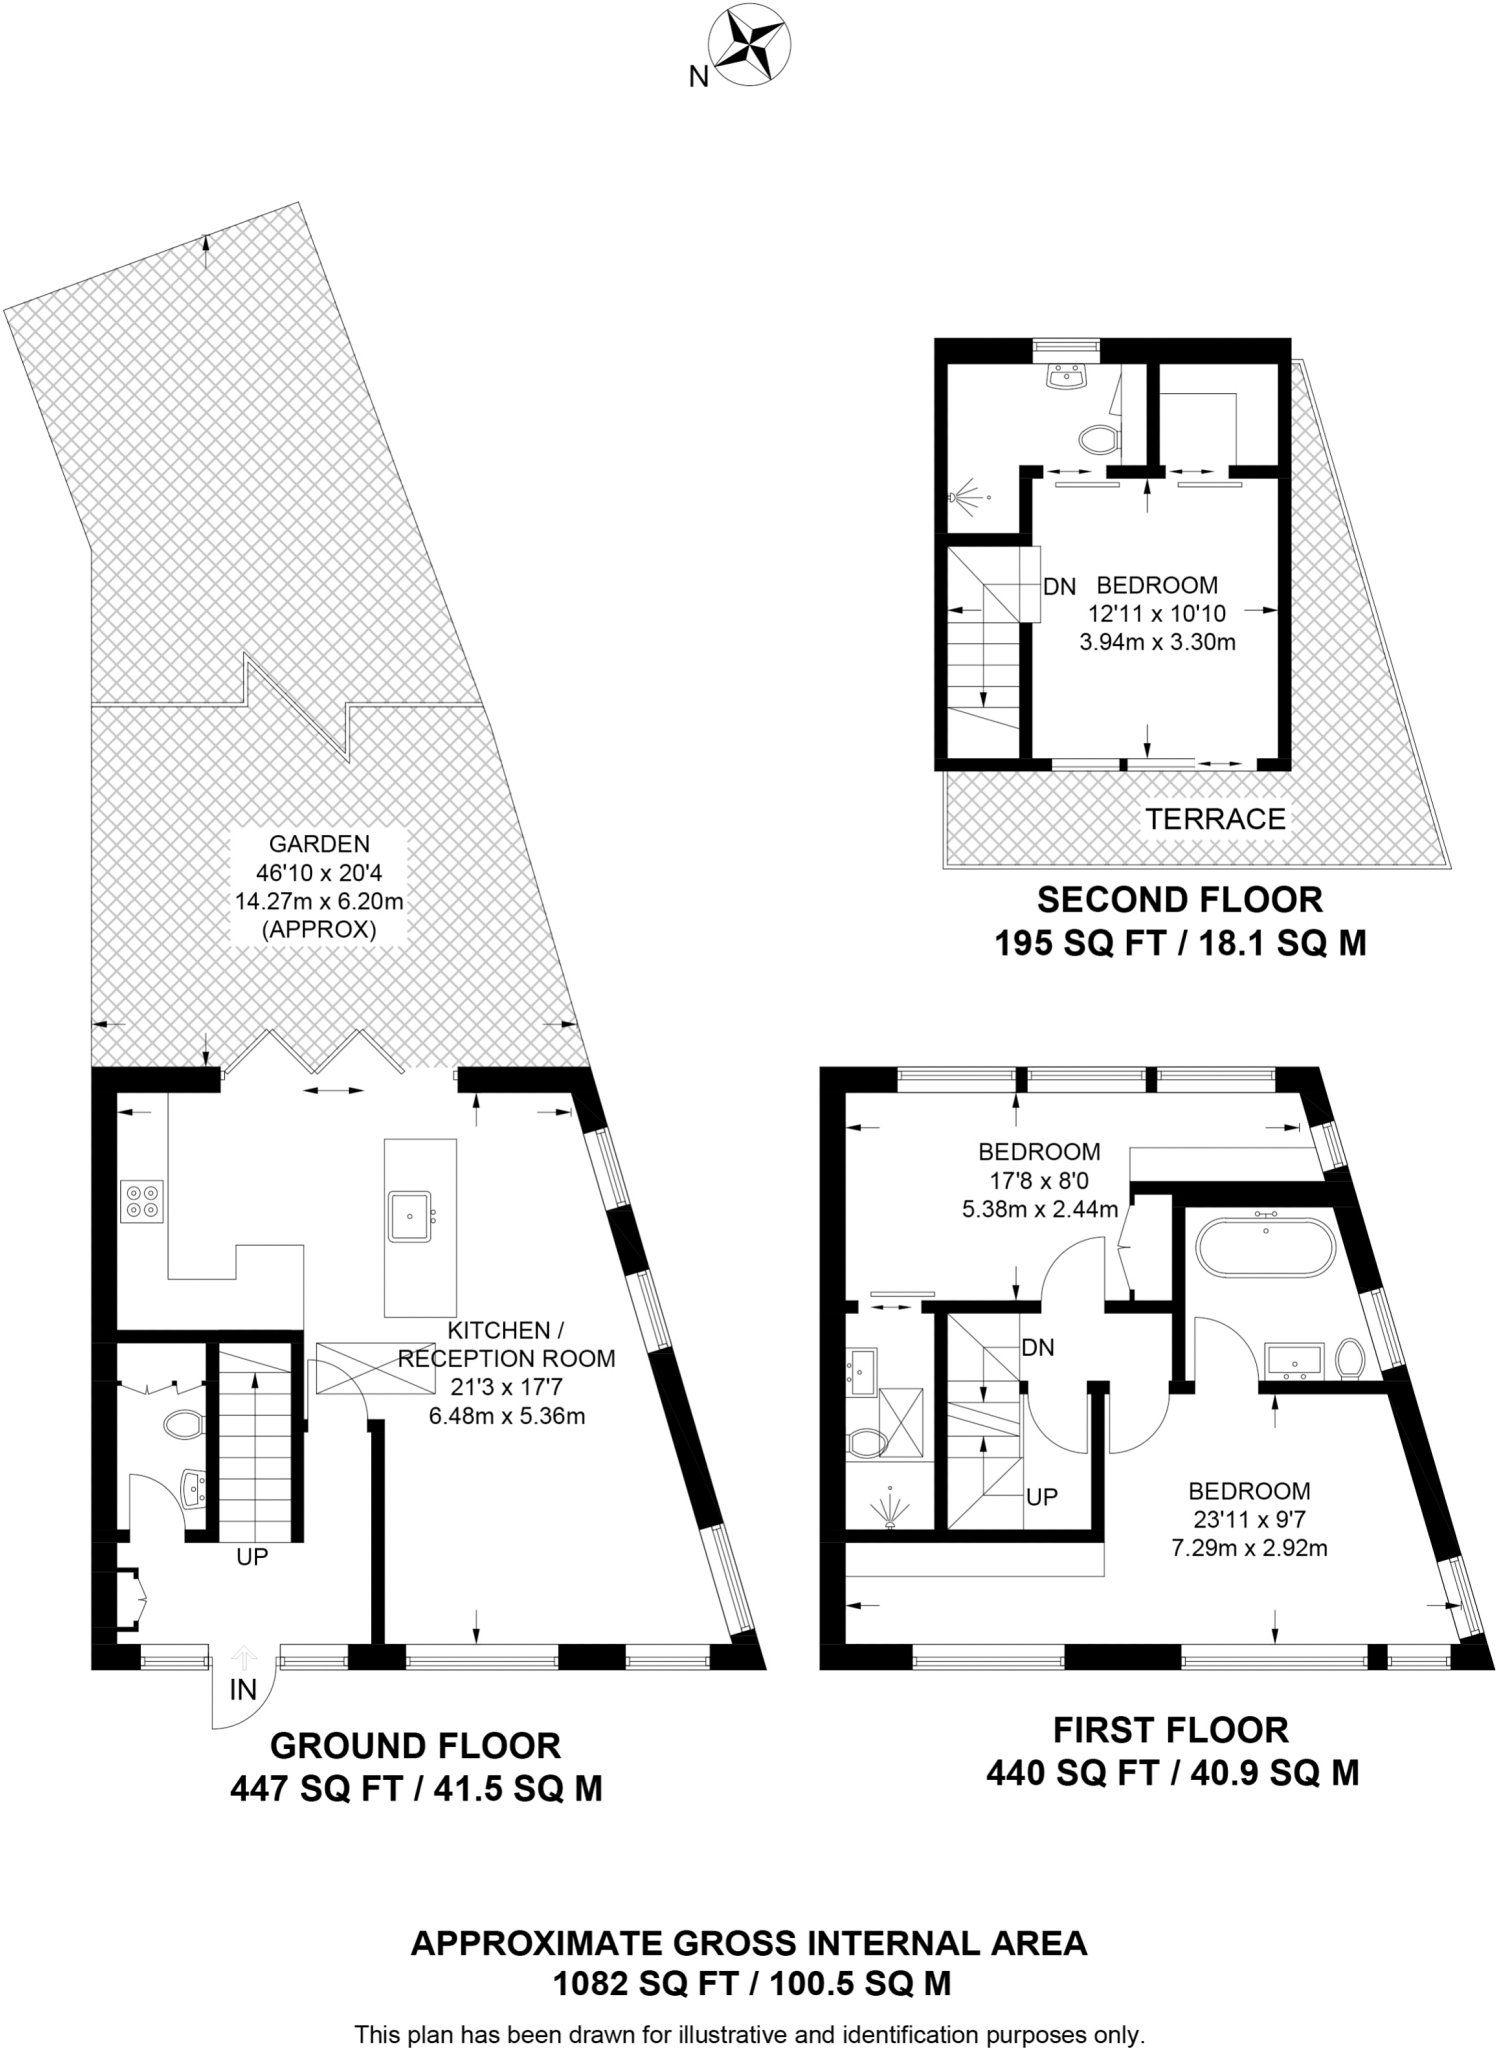 N
GARDEN
46'10 x 20'4
14.27m x 6.20m
(APPROX)
KITCHEN /
RECEPTION ROOM
21'3 x 17'7
6.48m x 5.36m
UP
IN
GROUND FLOOR
447 SQ FT / 41.5 SQ M
DN
BEDROOM
12'11 x 10'10
3.94m x 3.30m
TERRACE
SECOND FLOOR
195 SQ FT / 18.1 SQ M
BEDROOM
17'8 x 8'0
5.38m x 2.44m
DN
UP
BEDROOM
23'11 x 9'7
7.29m x 2.92m
FIRST FLOOR
440 SQ FT / 40.9 SQ M
APPROXIMATE GROSS INTERNAL AREA
1082 SQ FT / 100.5 SQ M
This plan has been drawn for illustrative and identification purposes only.